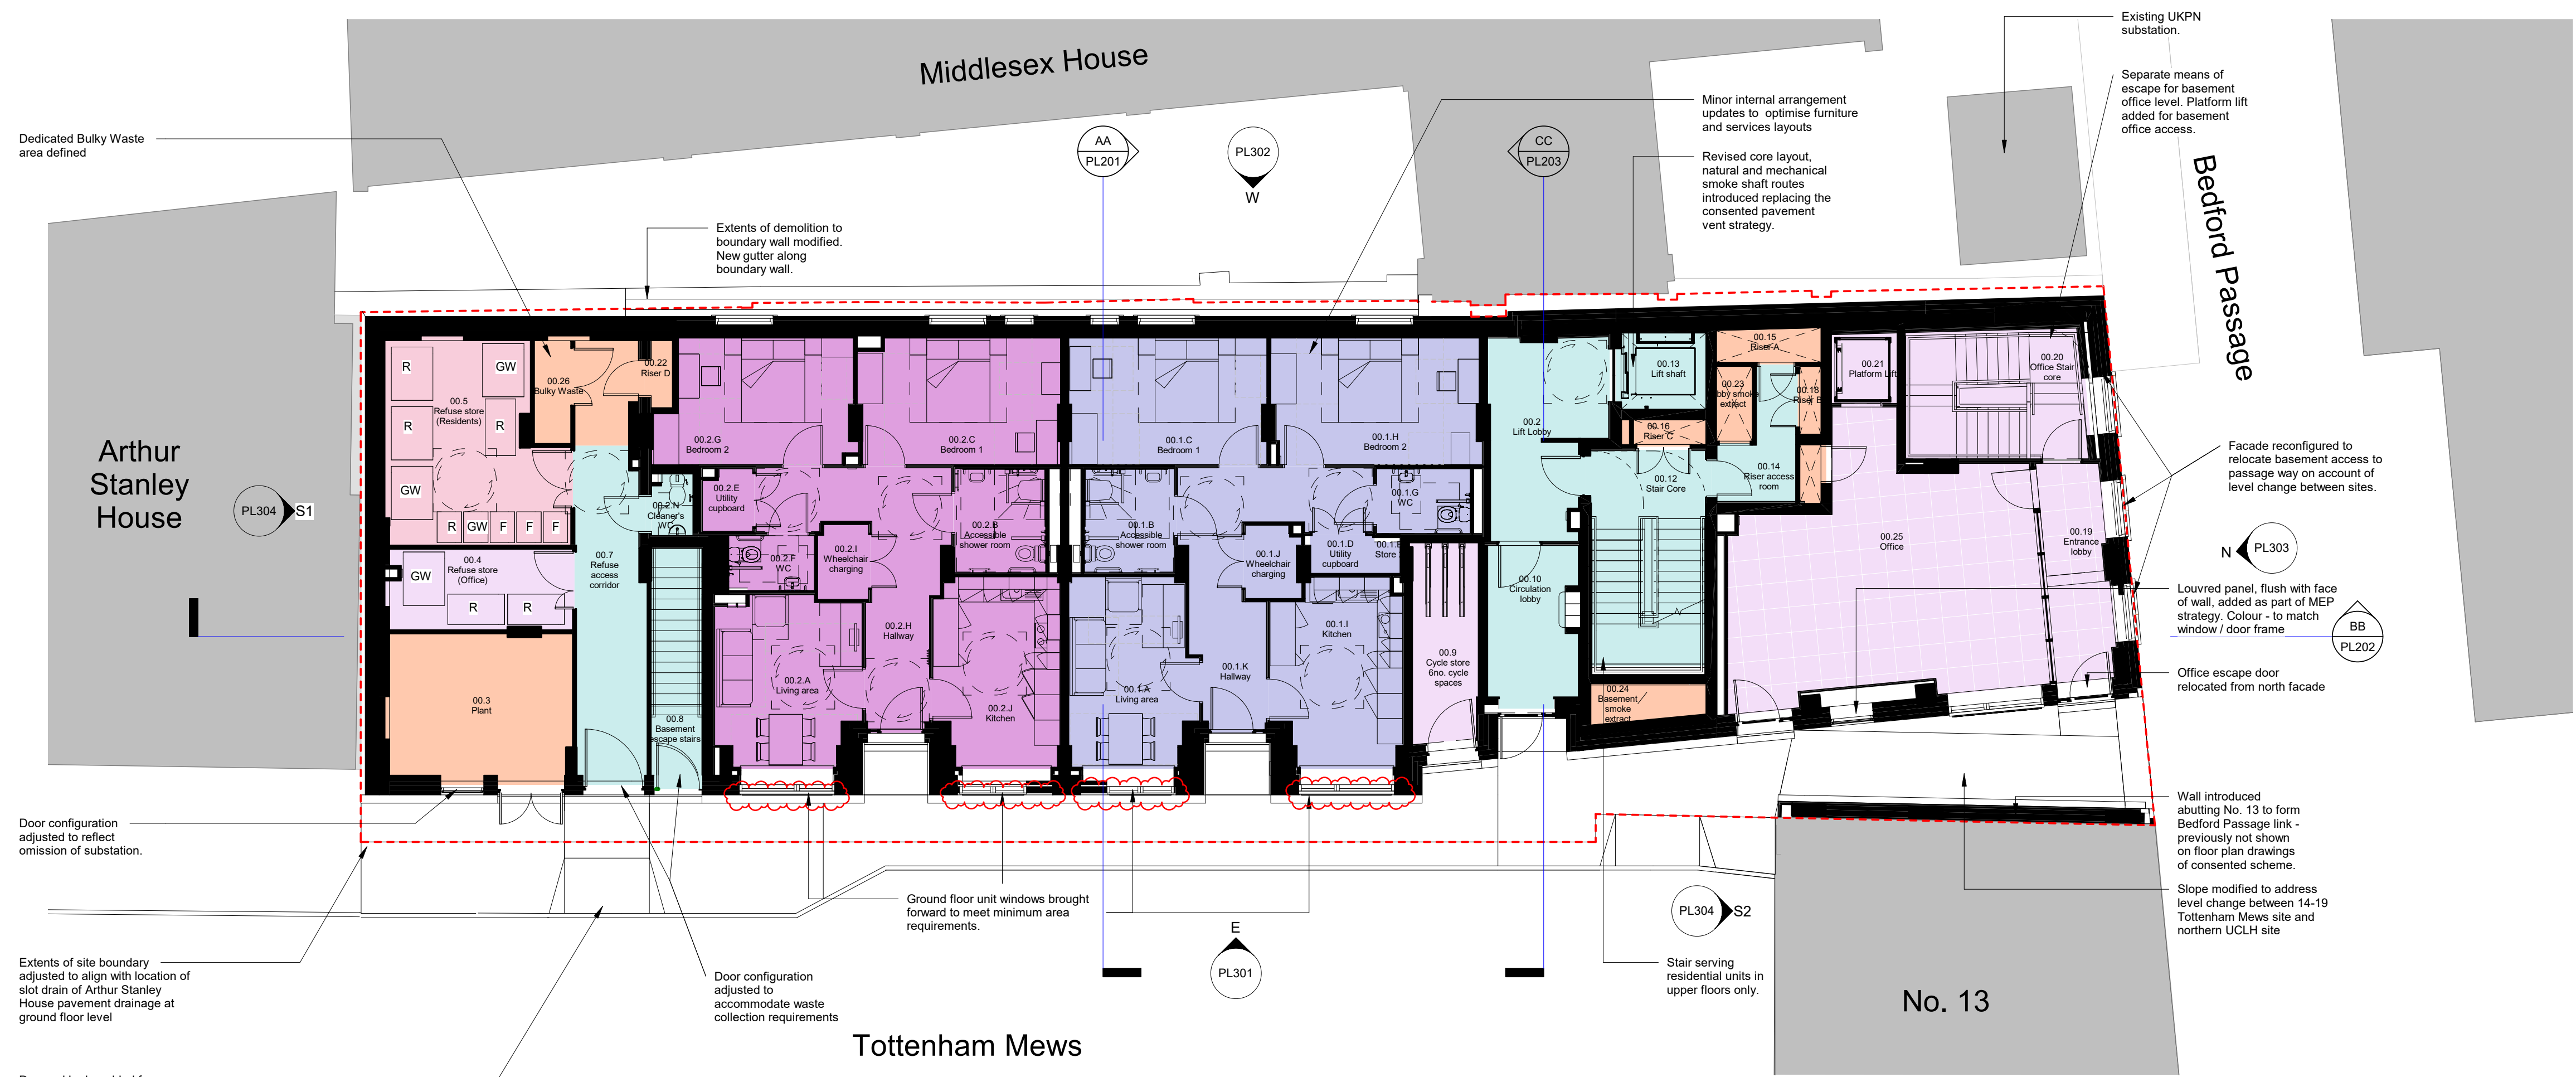 Middlesex House
Existing UKPN
substation.
Separate means of
escape for basement
office level. Platform lift
added for basement
office access.
Minor internal arrangement
updates to optimise furniture
and services layouts
Revised core layout,
natural and mechanical
smoke shaft routes
introduced replacing the
consented pavement
vent strategy.
Dedicated Bulky Waste
area defined
AA
PL201
PL302
W
CC
PL203
Bedford Passage
Extents of demolition to
boundary wall modified.
New gutter along
boundary wall.
Arthur
Stanley
House
PL304
S1
R
GW
R
R
GW
R
GW
F
F
F
00.5
Refuse store
(Residents)
00.26
Bulky Waste
00.22
Riser D
00.4
Refuse store
(Office)
GW
R
R
00.3
Plant
00.7
Refuse
access
corridor
00.2.N
Cleaner's
WC
00.8
Basement
escape stairs
00.2.G
Bedroom 2
00.2.C
Bedroom 1
00.2.E
Utility
cupboard
00.2.F
WC
00.2.I
Wheelchair
charging
00.2.B
Accessible
shower room
00.2.H
Hallway
00.2.A
Living area
00.2.J
Kitchen
00.1.C
Bedroom 1
00.1.H
Bedroom 2
00.1.B
Accessible
shower room
00.1.G
WC
00.1.J
Wheelchair
charging
00.1.D
Utility
cupboard
00.1.E
Store
00.1.I
Kitchen
00.1.K
Hallway
00.1.A
Living area
00.9
Cycle store
6no. cycle
spaces
00.2
Lift Lobby
00.10
Circulation
lobby
00.13
Lift shaft
00.16
Riser C
00.12
Stair Core
00.15
Riser A
00.23
smoke
extract
00.18
Riser
00.14
Riser access
room
00.24
Basement
smoke
extract
00.21
Platform Lift
00.20
Office Stair
core
00.25
Office
00.19
Entrance
lobby
Facade reconfigured to
relocate basement access to
passage way on account of
level change between sites.
N
PL303
Louvred panel, flush with face
of wall, added as part of MEP
strategy. Colour - to match
window / door frame
BB
PL202
Office escape door
relocated from north facade
Wall introduced
abutting No. 13 to form
Bedford Passage link -
previously not shown
on floor plan drawings
of consented scheme.
Slope modified to address
level change between 14-19
Tottenham Mews site and
northern UCLH site
Door configuration
adjusted to reflect
omission of substation.
Extents of site boundary
adjusted to align with location of
slot drain of Arthur Stanley
House pavement drainage at
ground floor level
Door configuration
adjusted to
accommodate waste
collection requirements
Ground floor unit windows brought
forward to meet minimum area
requirements.
E
PL301
PL304
S2
Stair serving
residential units in
upper floors only.
No. 13
Tottenham Mews